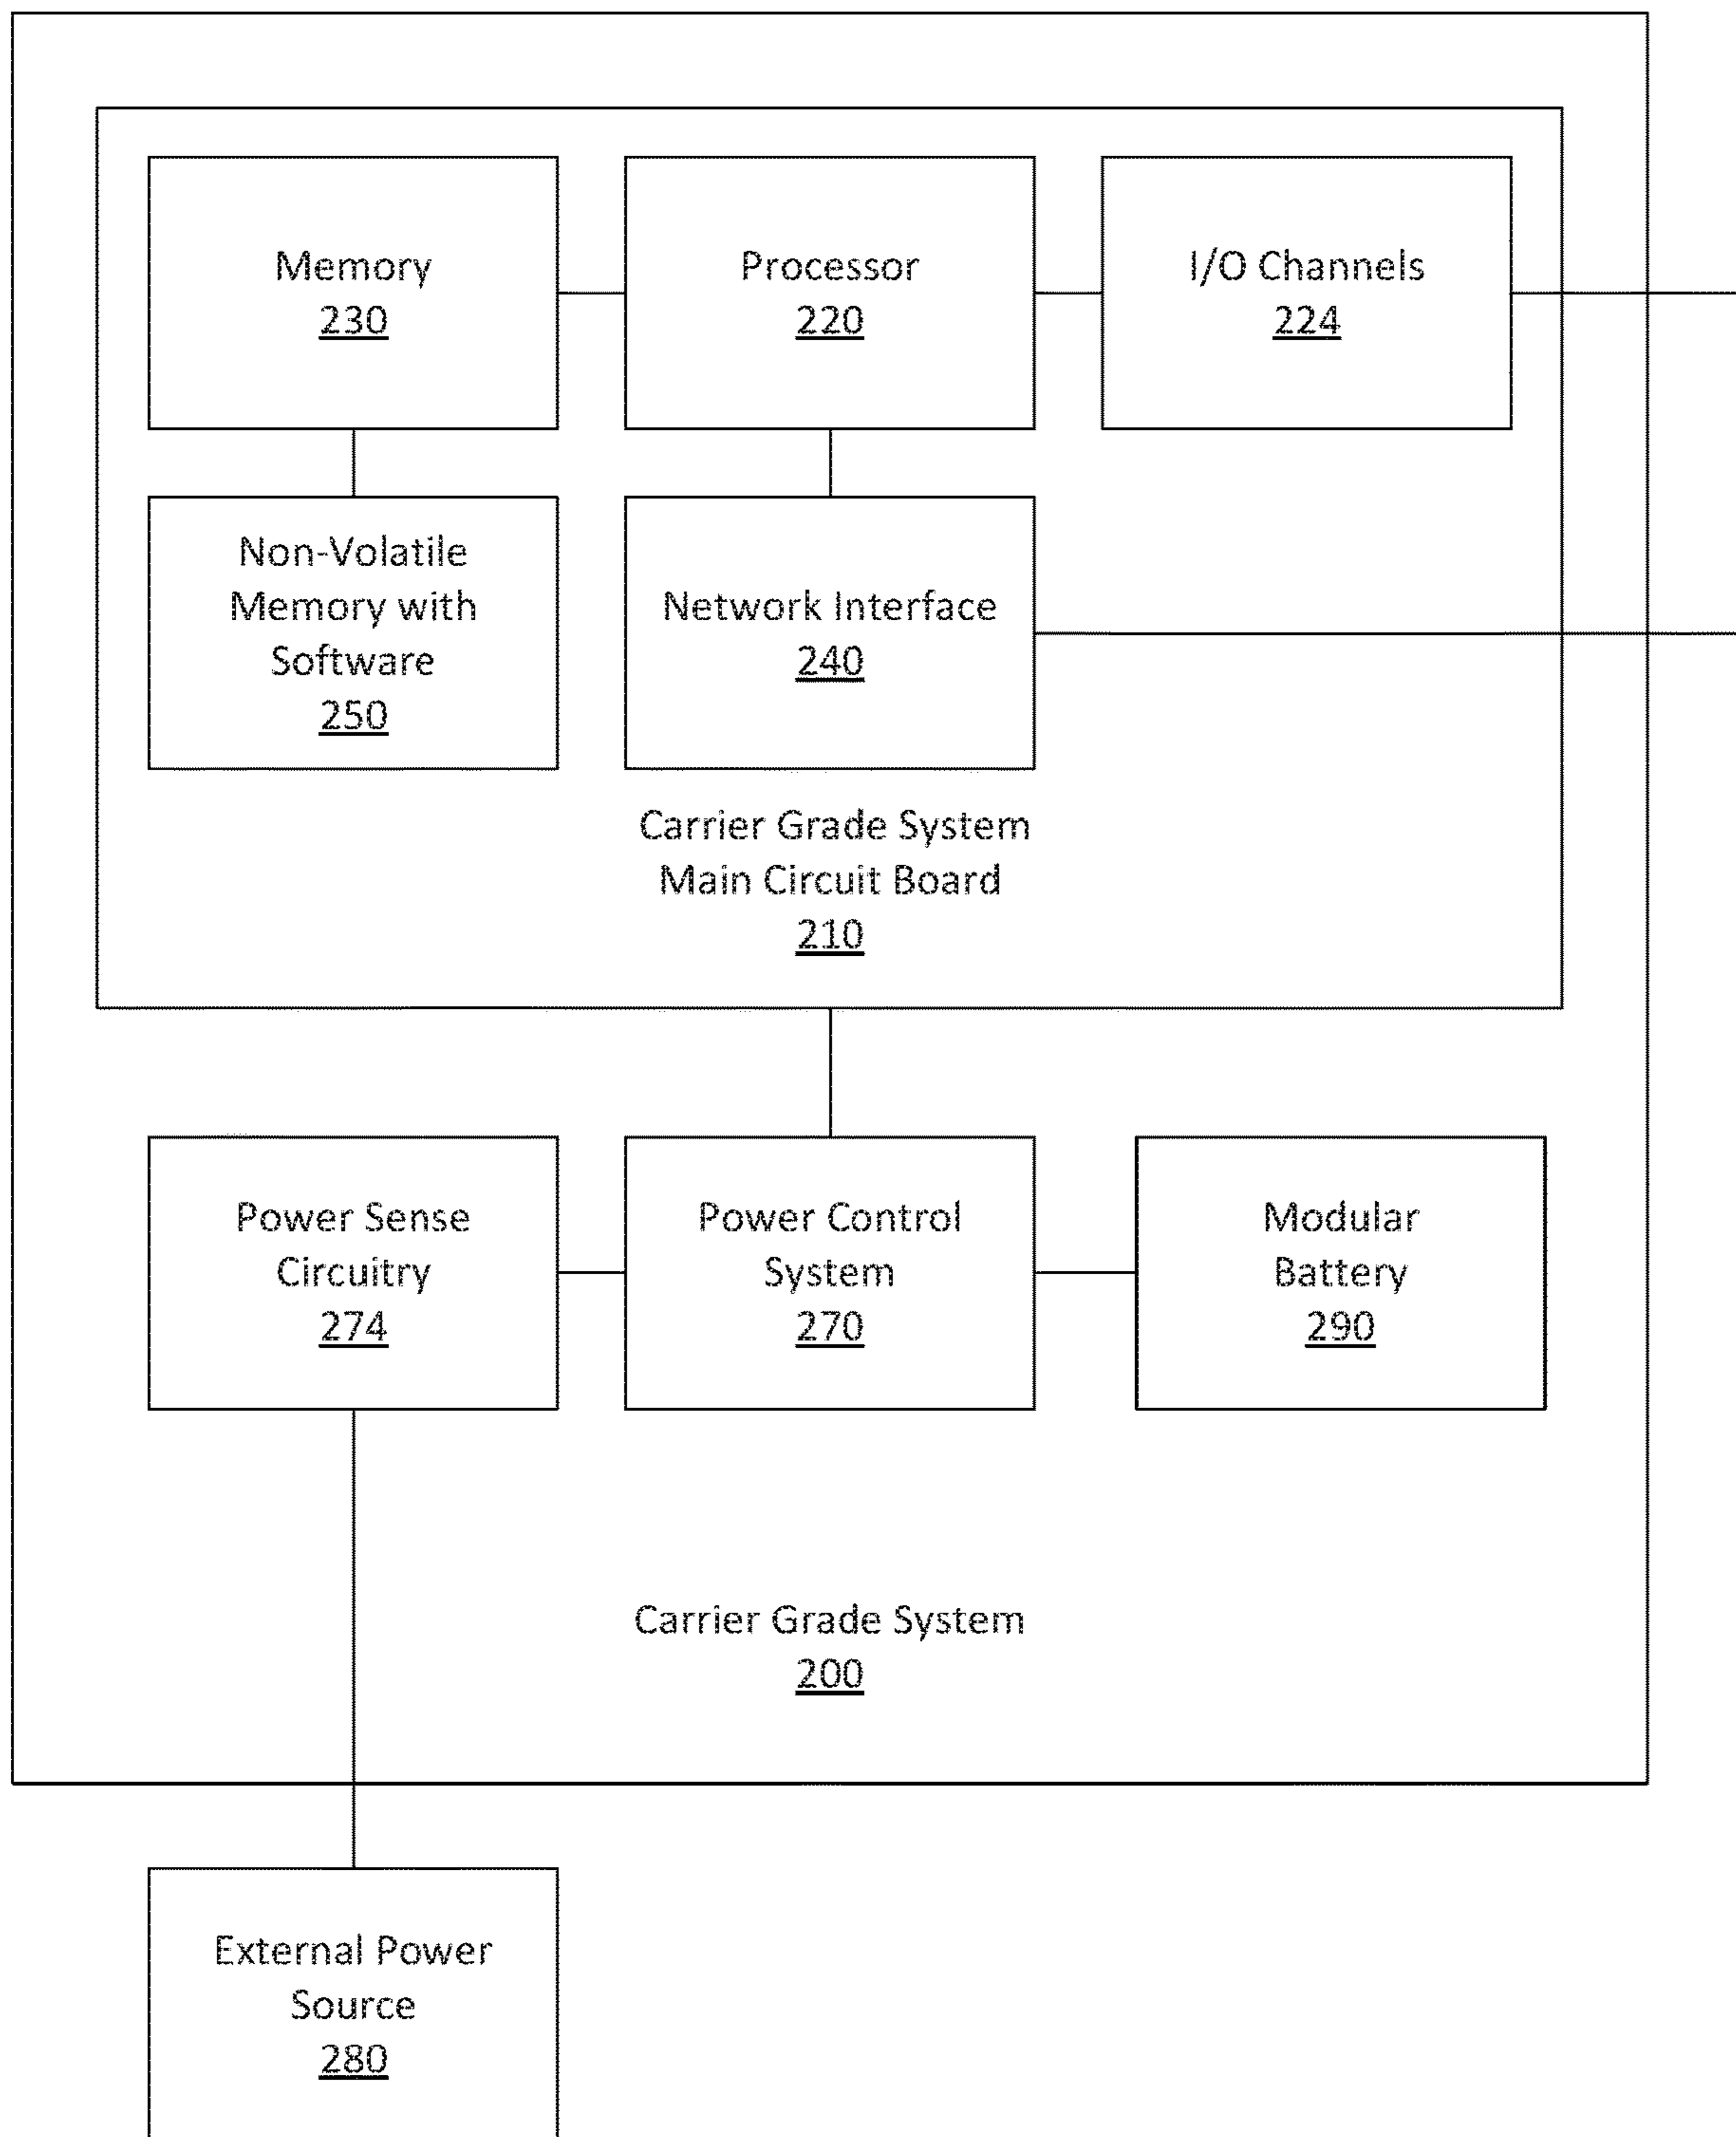 Memory
230
Processor
220
I/O Channels
224
Non-Volatile
Memory with
Software
250
Network Interface
240
Carrier Grade System
Main Circuit Board
210
Power Sense
Circuitry
274
Power Control
System
270
Modular
Battery
290
Carrier Grade System
200
External Power
Source
280